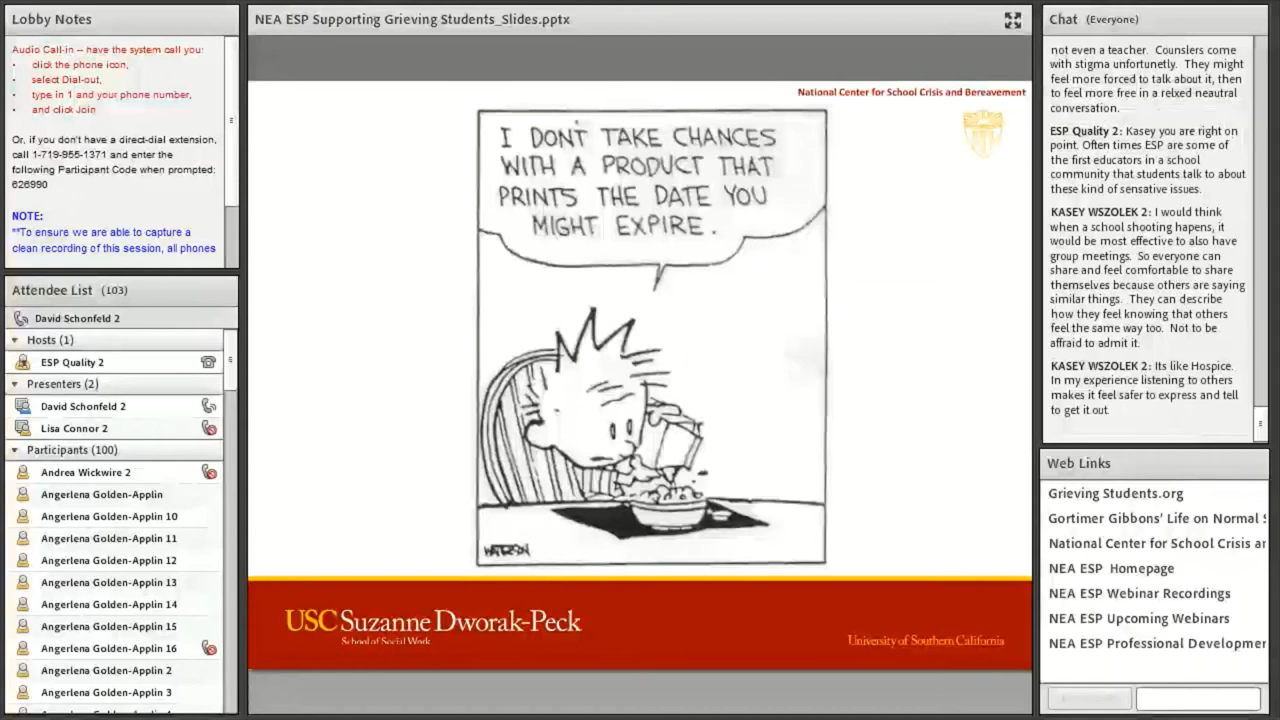 Lobby Notes
Audio Call-in – have the system call you:
• click the phone icon,
• select Dial-out,
• type in 1 and your phone number,
• and click Join
Or, if you don't have a direct-dial extension,
call 1-719-955-1371 and enter the
following Participant Code when prompted:
626990
NOTE:
**To ensure we are able to capture a
clean recording of this session, all phones
Attendee List (103)
David Schonfeld 2
Hosts (1)
ESP Quality 2
Presenters (2)
David Schonfeld 2
Lisa Connor 2
Participants (100)
Andrea Wickwire 2
Angerlena Golden-Applin
Angerlena Golden-Applin 10
Angerlena Golden-Applin 11
Angerlena Golden-Applin 12
Angerlena Golden-Applin 13
Angerlena Golden-Applin 14
Angerlena Golden-Applin 15
Angerlena Golden-Applin 16
Angerlena Golden-Applin 2
Angerlena Golden-Applin 3
NEA ESP Supporting Grieving Students_Slides.pptx
National Center for School Crisis and Bereavement
I DON'T TAKE CHANCES
WITH A PRODUCT THAT
PRINTS THE DATE YOU
MIGHT EXPIRE.
WATTERSON
USC Suzanne Dworak-Peck
School of Social Work
University of Southern California
Chat (Everyone)
not even a teacher. Counslers come
with stigma unfortunetly. They might
feel more forced to talk about it, then
to feel more free in a relxed neautral
conversation.
ESP Quality 2: Kasey you are right on
point. Often times ESP are some of
the first educators in a school
community that students talk to about
these kind of sensative issues.
KASEY WSZOLEK 2: I would think
when a school shooting happens, it
would be most effective to also have
group meetings. So everyone can
share and feel comfortable to share
themselves because others are saying
similar things. They can describe
how they feel knowing that others
feel the same way too. Not to be
affraid to admit it.
KASEY WSZOLEK 2: Its like Hospice.
In my experience listening to others
makes it feel safer to express and tell
to get it out.
Web Links
Grieving Students.org
Gortimer Gibbons' Life on Normal S
National Center for School Crisis an
NEA ESP Homepage
NEA ESP Webinar Recordings
NEA ESP Upcoming Webinars
NEA ESP Professional Developmen